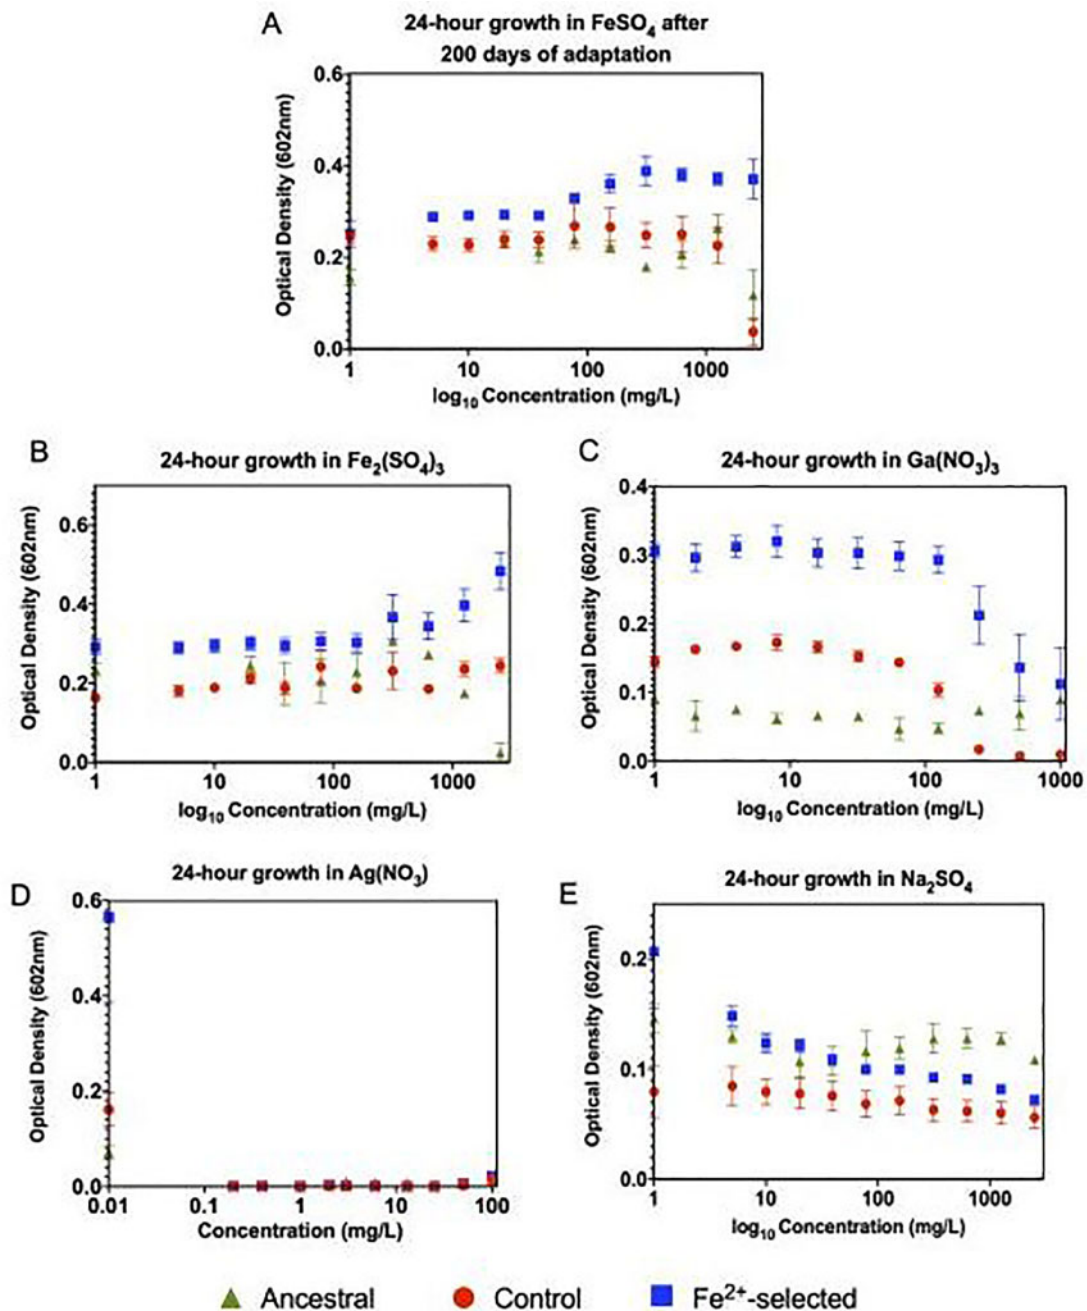 A
24-hour growth in FeSO4 after
200 days of adaptation
Optical Density (602nm)
0.6
0.4
0.2
0.0
1 10 100 1000
log10 Concentration (mg/L)
B
24-hour growth in Fe2(SO4)3
Optical Density (602nm)
0.6
0.4
0.2
0.0
1 10 100 1000
log10 Concentration (mg/L)
C
24-hour growth in Ga(NO3)3
Optical Density (602nm)
0.4
0.3
0.2
0.1
0.0
1 10 100 1000
log10 Concentration (mg/L)
D
24-hour growth in Ag(NO3)
Optical Density (602nm)
0.6
0.4
0.2
0.0
0.01 0.1 1 10 100
Concentration (mg/L)
E
24-hour growth in Na2SO4
Optical Density (602nm)
0.2
0.1
0.0
1 10 100 1000
log10 Concentration (mg/L)
Ancestral Control Fe2+-selected